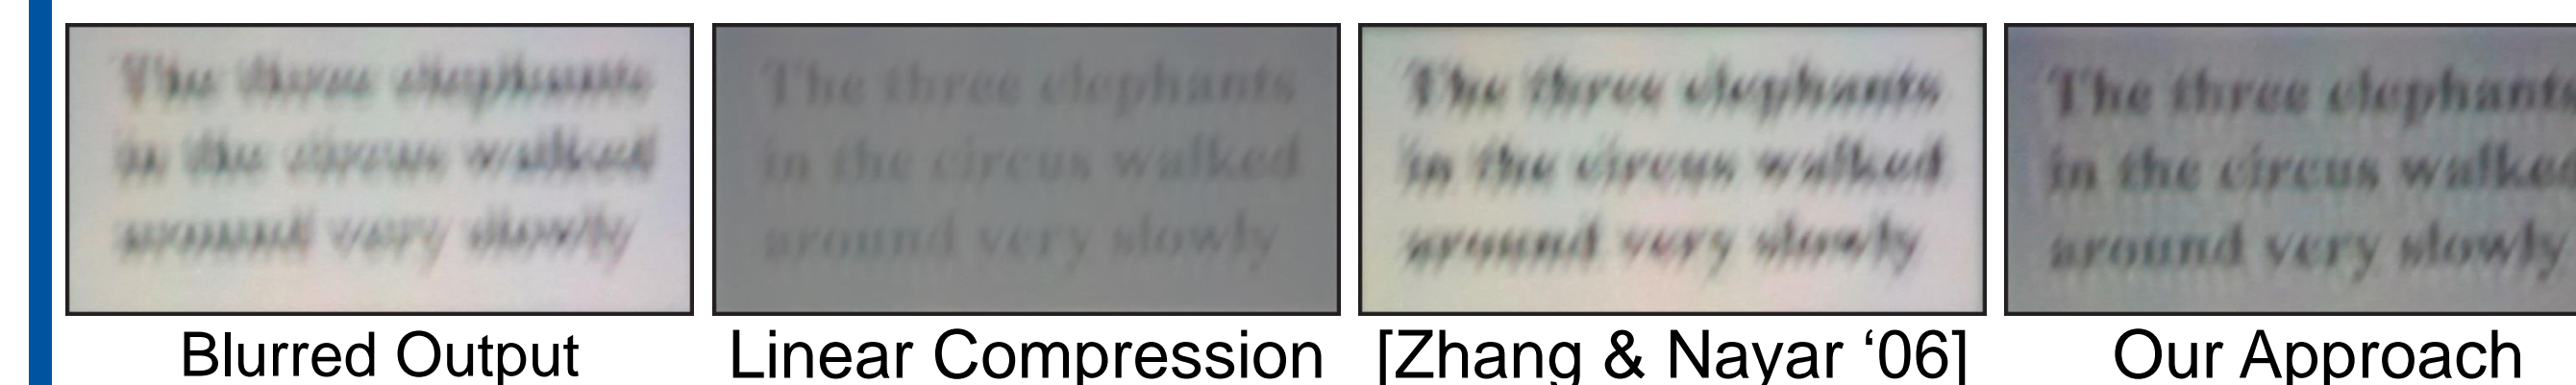 The three elephants
in the circus walked
around very slowly
Blurred Output
The three elephants
in the circus walked
around very slowly
Linear Compression
The three elephants
in the circus walked
around very slowly
[Zhang & Nayar ‘06]
The three elephants
in the circus walked
around very slowly
Our Approach